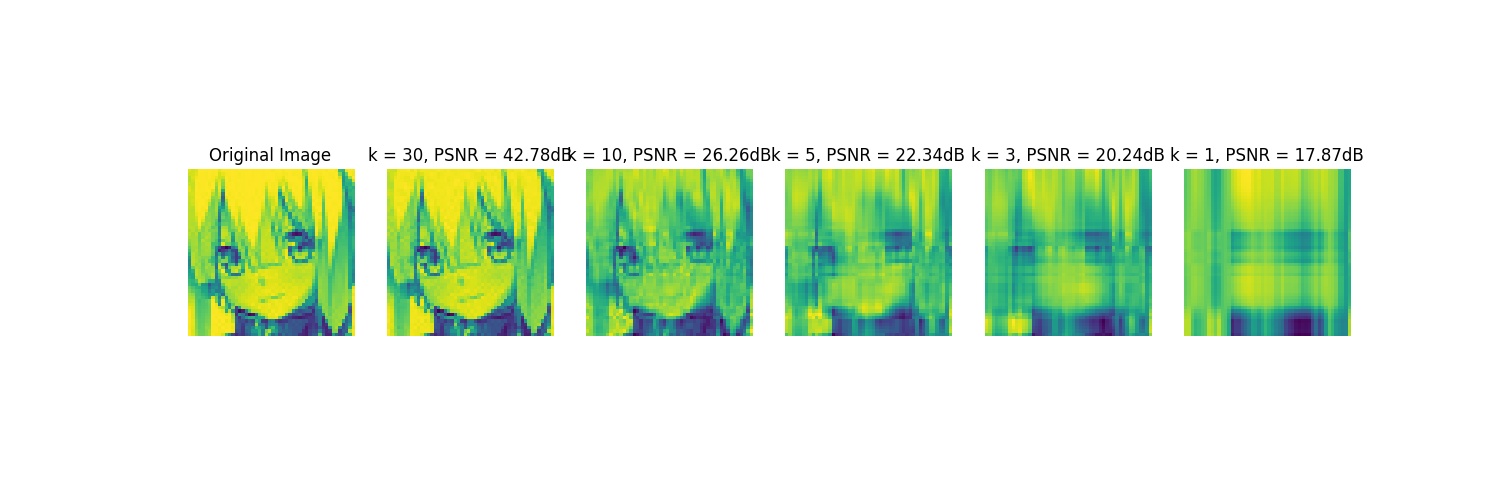 Original Image
k = 30, PSNR = 42.78dB
k = 10, PSNR = 26.26dB
k = 5, PSNR = 22.34dB
k = 3, PSNR = 20.24dB
k = 1, PSNR = 17.87dB